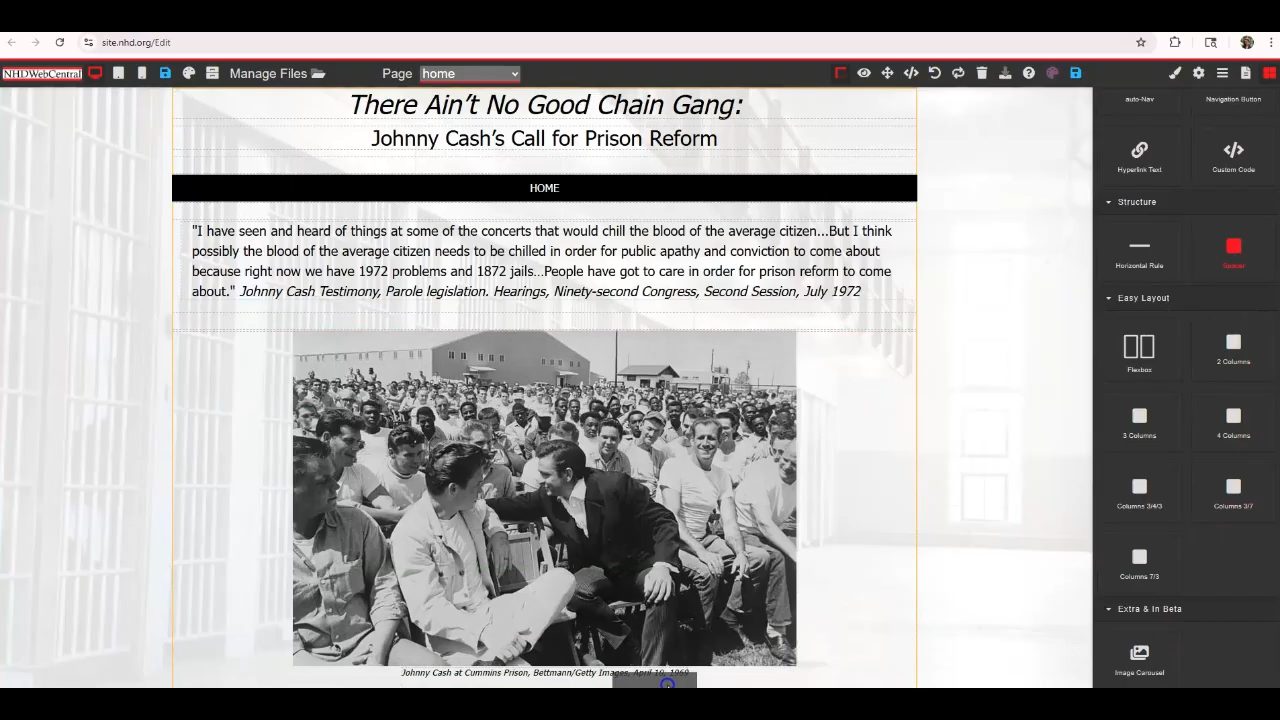 site.nhd.org/Edit
NHDWebCentral
Manage Files
Page
home
There Ain't No Good Chain Gang:
Johnny Cash's Call for Prison Reform
HOME
"I have seen and heard of things at some of the concerts that would chill the blood of the average citizen...But I think
possibly the blood of the average citizen needs to be chilled in order for public apathy and conviction to come about
because right now we have 1972 problems and 1872 jails...People have got to care in order for prison reform to come
about." Johnny Cash Testimony, Parole legislation. Hearings, Ninety-second Congress, Second Session, July 1972
Johnny Cash at Cummins Prison, Bettmann/Getty Images, April 10, 1969
auto-Nav
Navigation Button
Hyperlink Text
Custom Code
Structure
Horizontal Rule
Spacer
Easy Layout
Flexbox
2 Columns
3 Columns
4 Columns
Columns 3/4/3
Columns 3/7
Columns 7/3
Extra & In Beta
Image Carousel